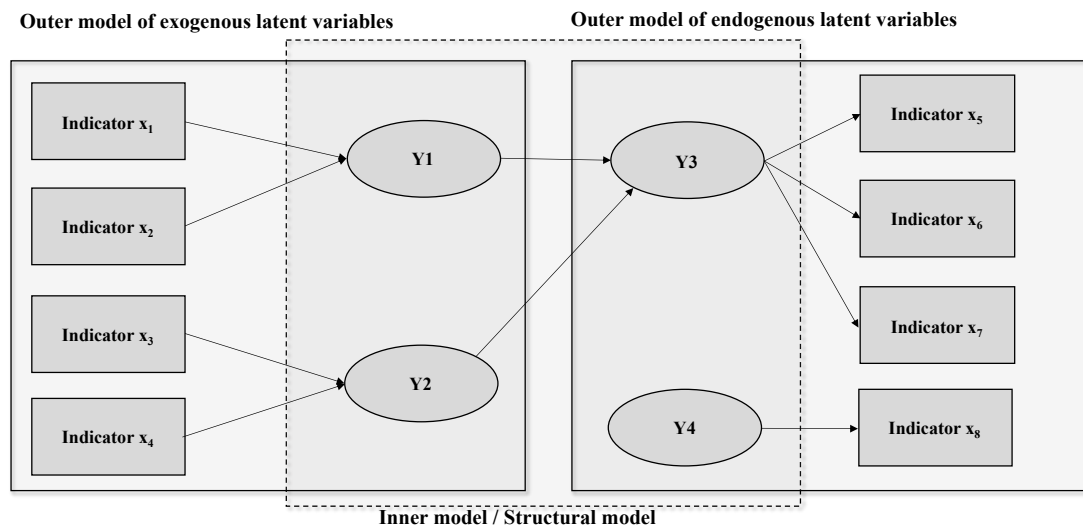 Outer model of exogenous latent variables
Outer model of endogenous latent variables
Indicator x₁
Indicator x₂
Indicator x₃
Indicator x₄
Y1
Y2
Y3
Y4
Indicator x₅
Indicator x₆
Indicator x₇
Indicator x₈
Inner model / Structural model